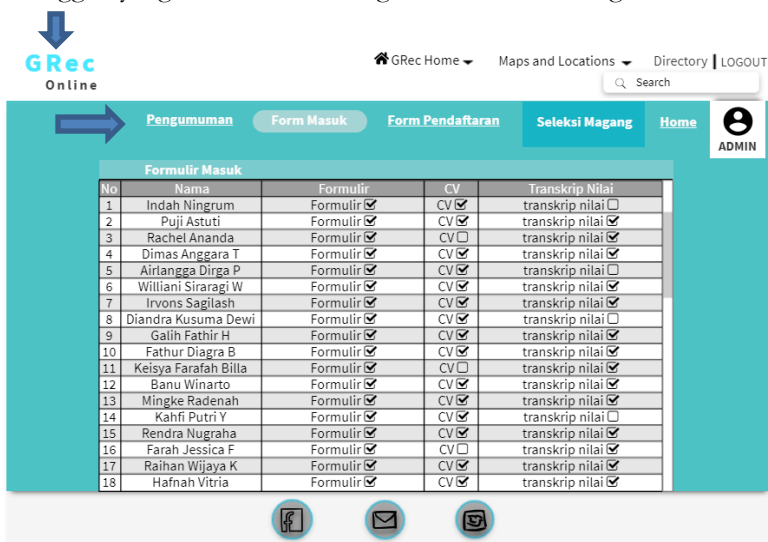 GRec
Online
GRec Home Maps and Locations Directory LOGOUT
Search
Pengumuman Form Masuk Form Pendaftaran Seleksi Magang Home
ADMIN
Formulir Masuk
No Nama Formulir CV Transkrip Nilai
1 Indah Ningrum Formulir CV transkrip nilai
2 Puji Astuti Formulir CV transkrip nilai
3 Rachel Ananda Formulir CV transkrip nilai
4 Dimas Anggara T Formulir CV transkrip nilai
5 Airlangga Dirga P Formulir CV transkrip nilai
6 Williani Siraragi W Formulir CV transkrip nilai
7 Irvons Sagilash Formulir CV transkrip nilai
8 Diandra Kusuma Dewi Formulir CV transkrip nilai
9 Galih Fathir H Formulir CV transkrip nilai
10 Fathur Diagra B Formulir CV transkrip nilai
11 Keisya Farafah Billa Formulir CV transkrip nilai
12 Banu Winarto Formulir CV transkrip nilai
13 Mingke Radenah Formulir CV transkrip nilai
14 Kahfi Putri Y Formulir CV transkrip nilai
15 Rendra Nugraha Formulir CV transkrip nilai
16 Farah Jessica F Formulir CV transkrip nilai
17 Raihan Wijaya K Formulir CV transkrip nilai
18 Hafnah Vitria Formulir CV transkrip nilai